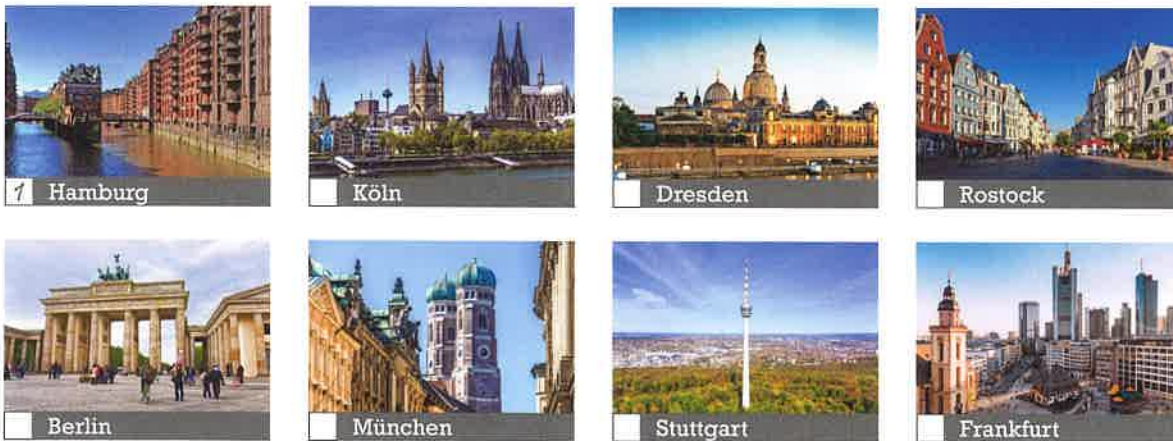 1 Hamburg
Köln
Dresden
Rostock
Berlin
München
Stuttgart
Frankfurt